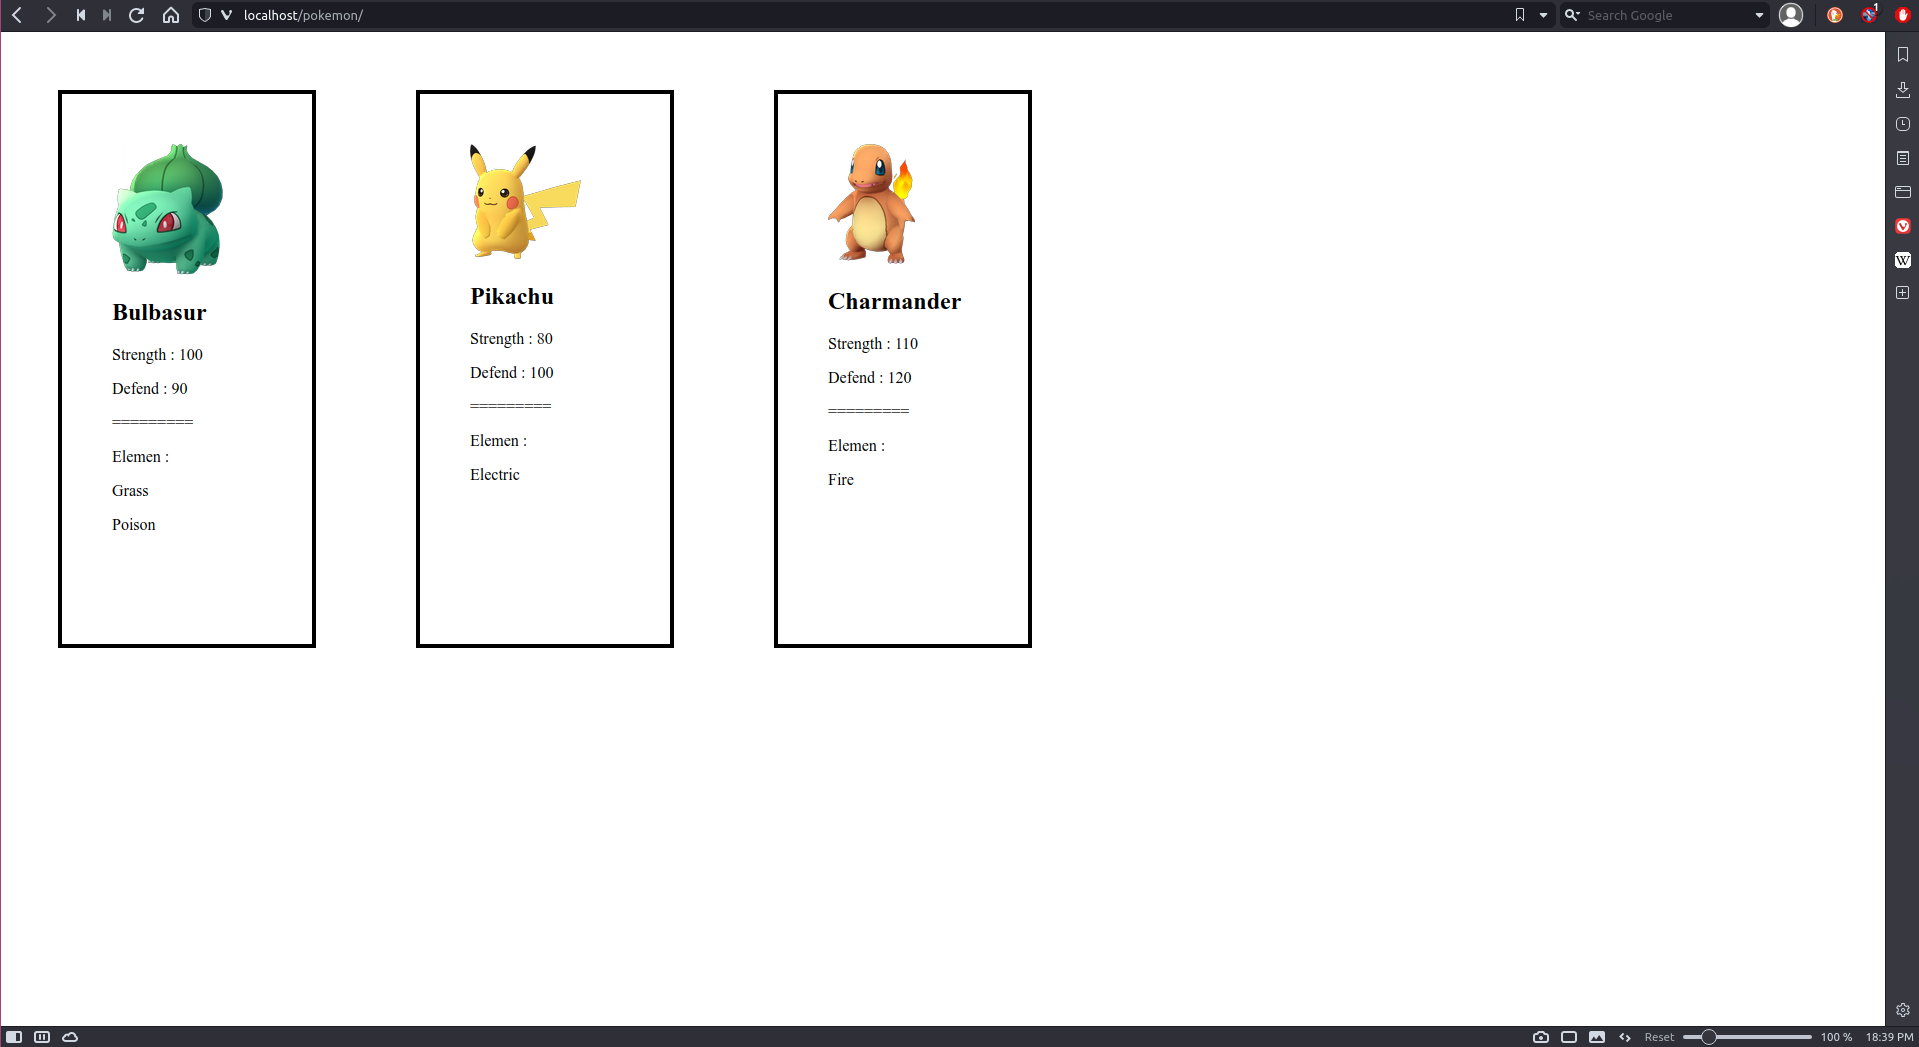 localhost/pokemon/
Search Google
1
Bulbasur
Strength : 100
Defend : 90
=========
Elemen :
Grass
Poison
Pikachu
Strength : 80
Defend : 100
=========
Elemen :
Electric
Charmander
Strength : 110
Defend : 120
=========
Elemen :
Fire
W
Reset
100 %
18:39 PM